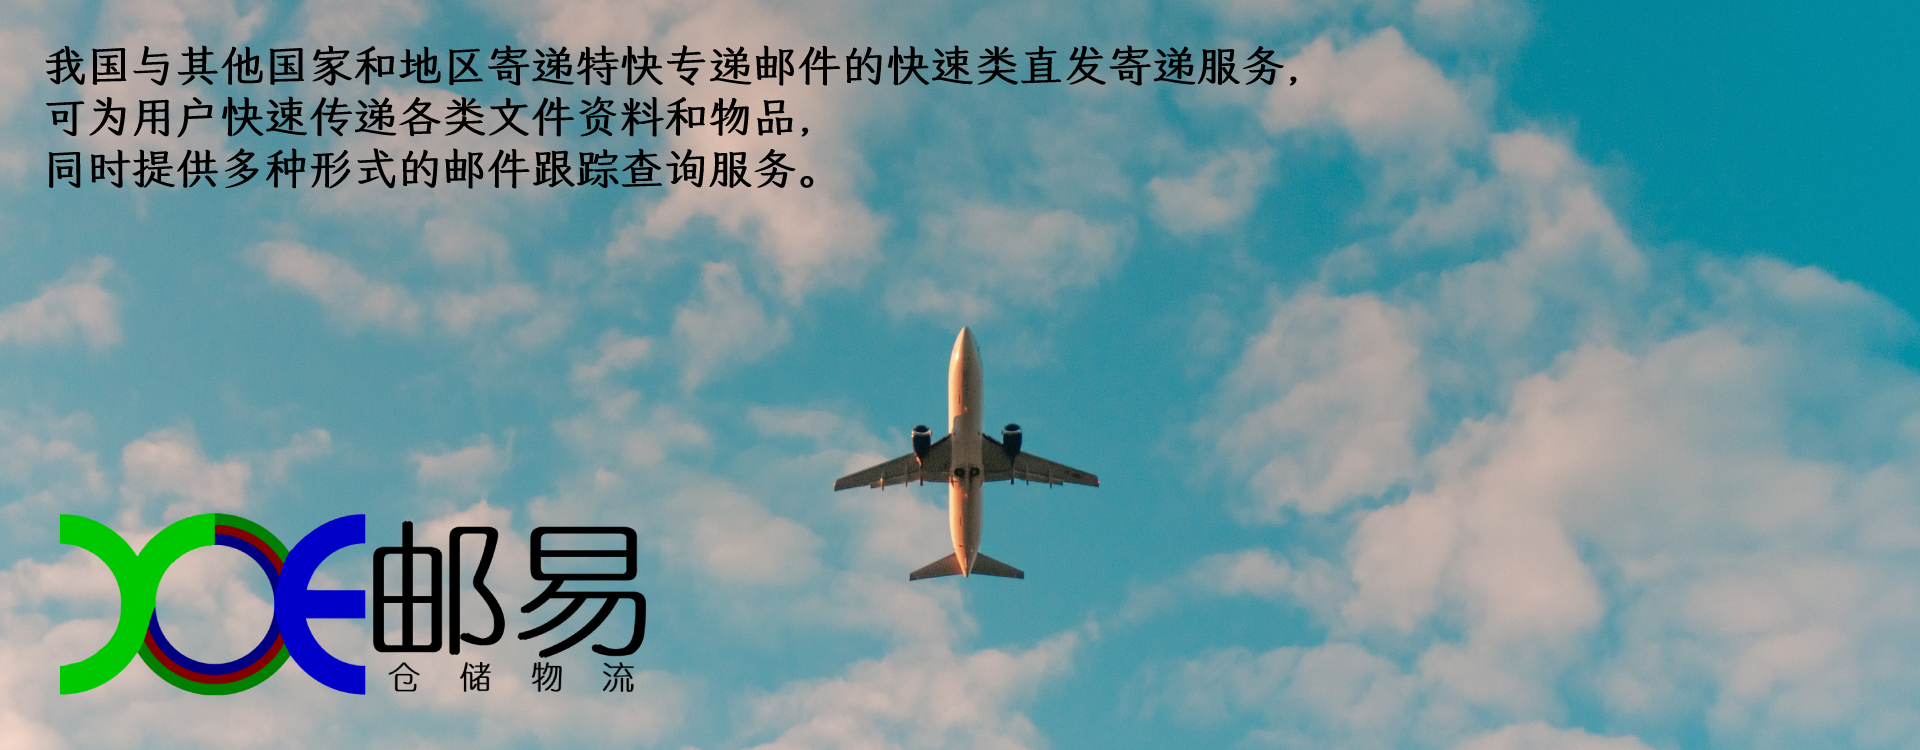 我国与其他国家和地区寄递特快专递邮件的快速类直发寄递服务，
可为用户快速传递各类文件资料和物品，
同时提供多种形式的邮件跟踪查询服务。
邮易
仓储物流